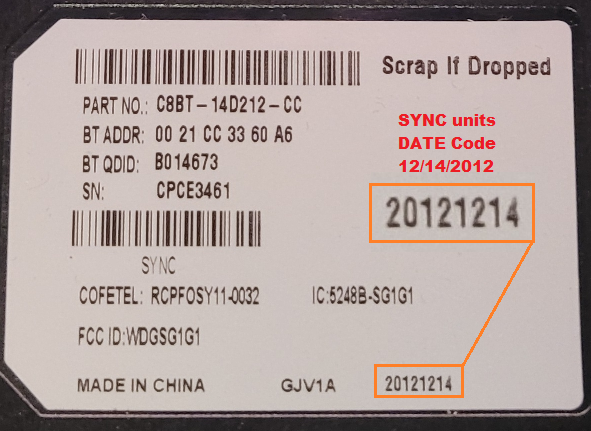 Scrap If Dropped
PART NO.: C8BT-14D212-CC
BT ADDR: 00 21 CC 33 60 A6
BT QDID: B014673
SN: CPCE3461
SYNC units
DATE Code
12/14/2012
20121214
SYNC
COFETEL: RCPFOSY11-0032 IC:5248B-SG1G1
FCC ID:WDGSG1G1
MADE IN CHINA GJV1A 20121214